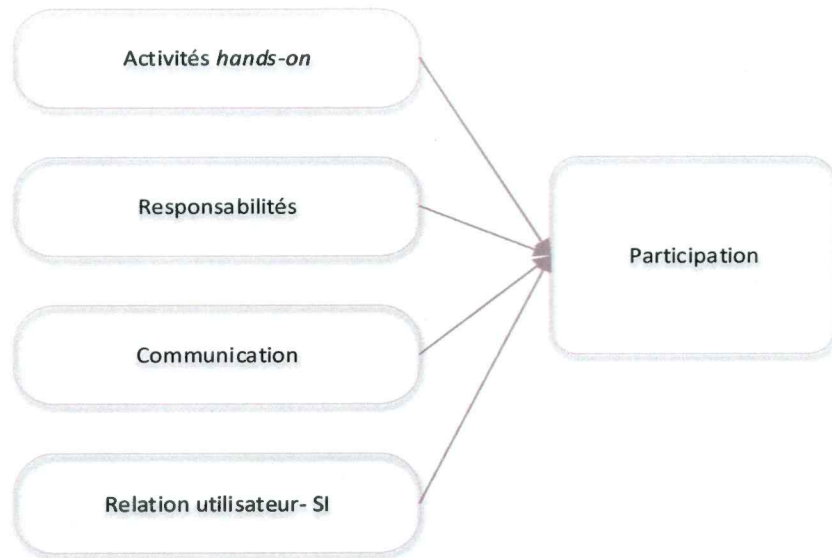 Activités hands-on
Responsabilités
Participation
Communication
Relation utilisateur- SI